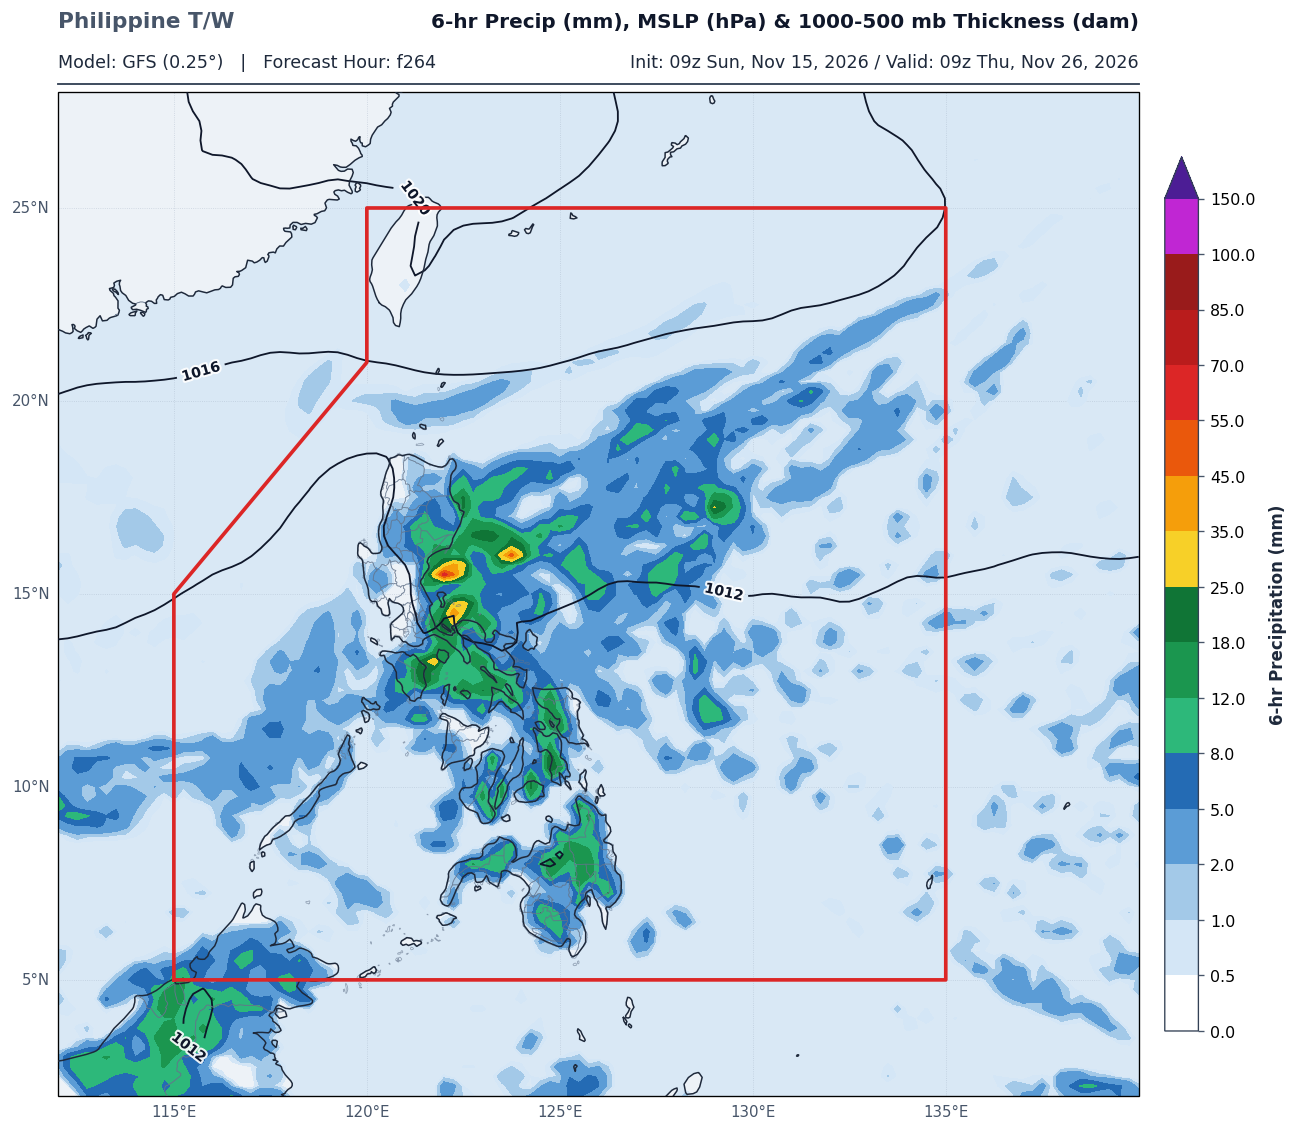 Philippine T/W
6-hr Precip (mm), MSLP (hPa) & 1000-500 mb Thickness (dam)
Model: GFS (0.25°) | Forecast Hour: f264
Init: 09z Sun, Nov 15, 2026 / Valid: 09z Thu, Nov 26, 2026
25°N
20°N
15°N
10°N
5°N
115°E
120°E
125°E
130°E
135°E
1020
1016
1012
1012
150.0
100.0
85.0
70.0
55.0
45.0
35.0
25.0
18.0
12.0
8.0
5.0
2.0
1.0
0.5
0.0
6-hr Precipitation (mm)